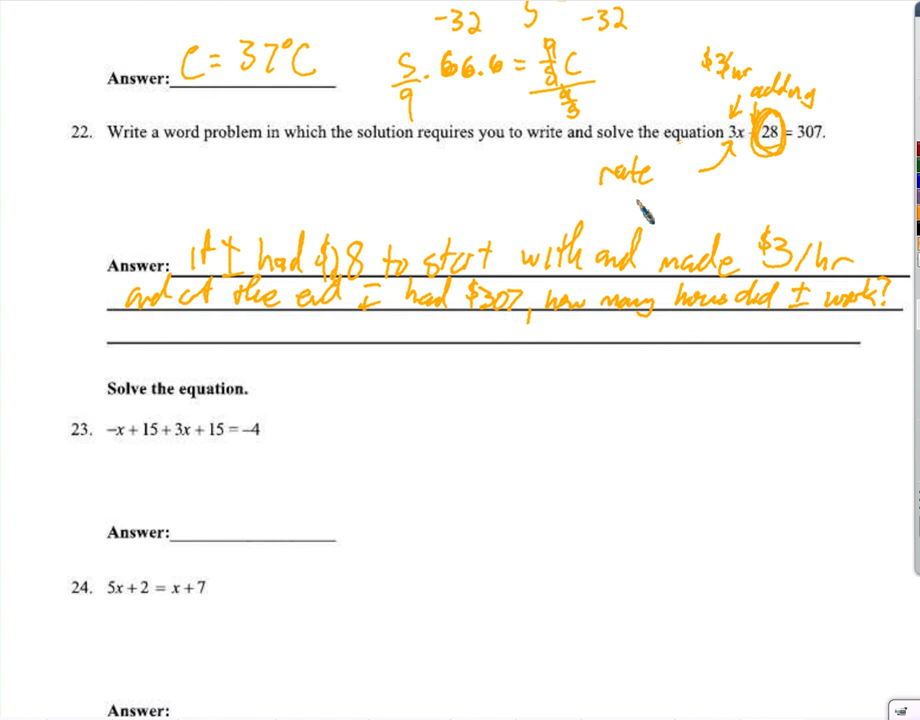 -32 5 -32
Answer: C = 37°C
5/9 · 66.6 = 9/5 C
9/5
$3/hr
adding
22. Write a word problem in which the solution requires you to write and solve the equation 3x 28 = 307.
rate
Answer: if I had $28 to start with and made $3/hr
and at the end I had $307, how many hours did I work?
Solve the equation.
23. –x + 15 + 3x + 15 = –4
Answer:
24. 5x + 2 = x + 7
Answer: